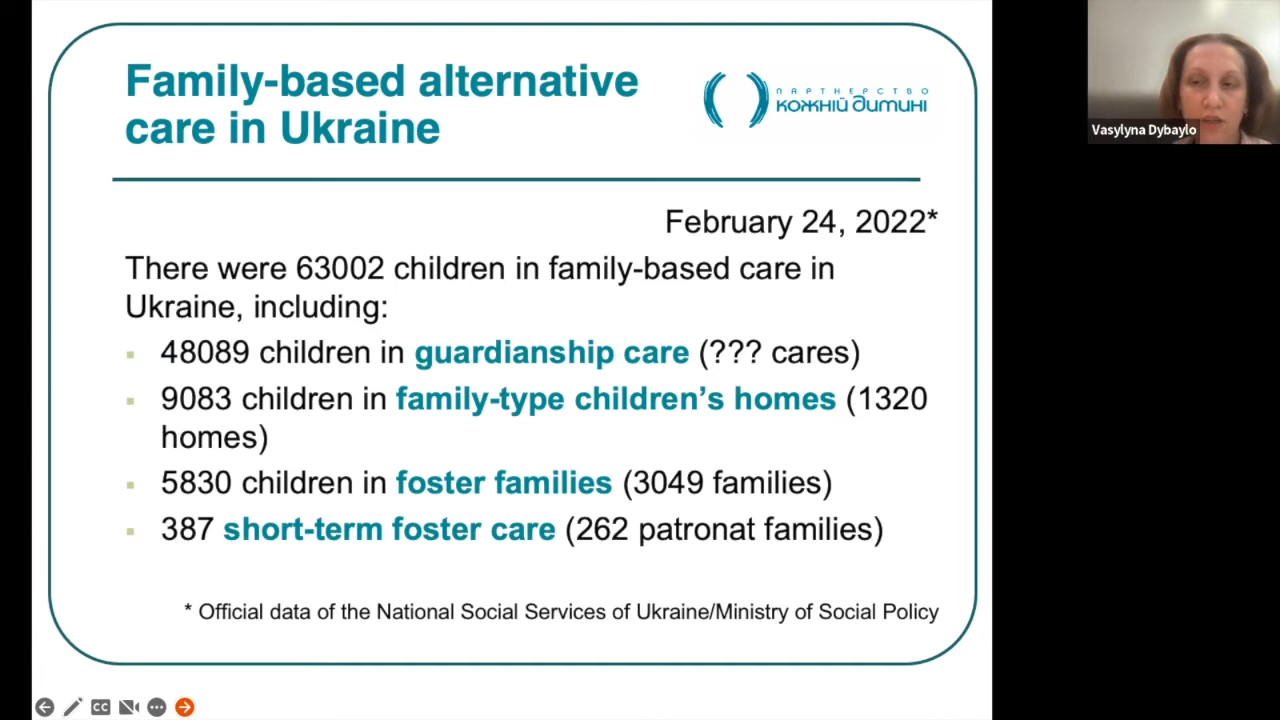 Family-based alternative
care in Ukraine
ПАРТНЕРСТВО
КОЖНІЙ ДИТИНІ
Vasylyna Dybaylo
February 24, 2022*
There were 63002 children in family-based care in
Ukraine, including:
▪ 48089 children in guardianship care (??? cares)
▪ 9083 children in family-type children’s homes (1320
homes)
▪ 5830 children in foster families (3049 families)
▪ 387 short-term foster care (262 patronat families)
* Official data of the National Social Services of Ukraine/Ministry of Social Policy
CC